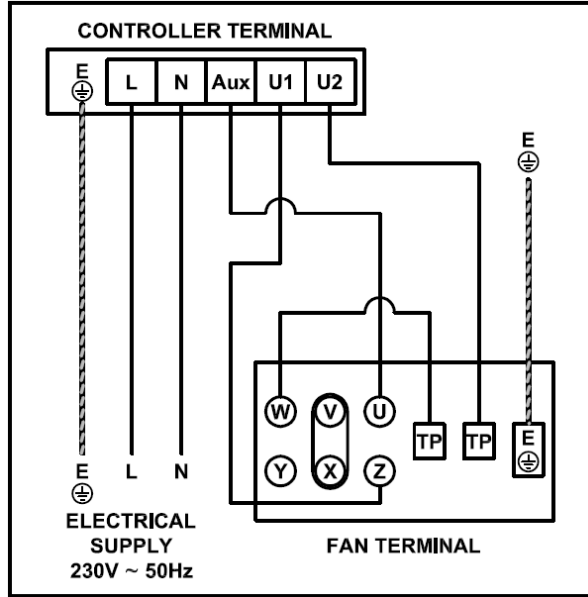 CONTROLLER TERMINAL
E L N Aux U1 U2
E
W V U
TP TP E
Y X Z
E L N
ELECTRICAL
SUPPLY
230V ~ 50Hz
FAN TERMINAL